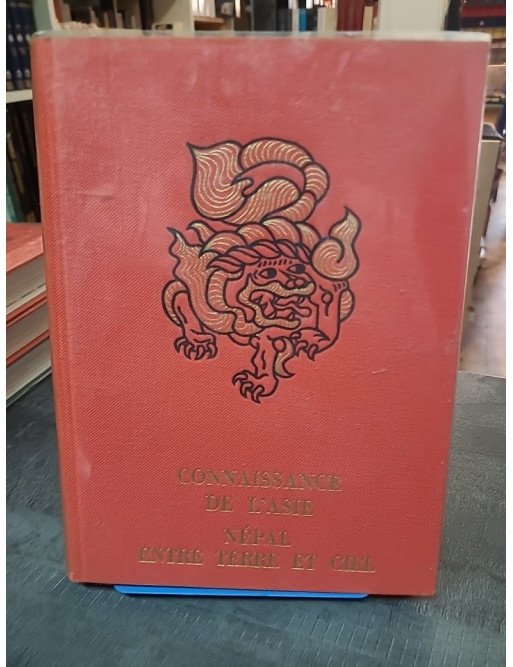 CONNAISSANCE
DE L'ASIE
NÉPAL
ENTRE TERRE ET CIEL